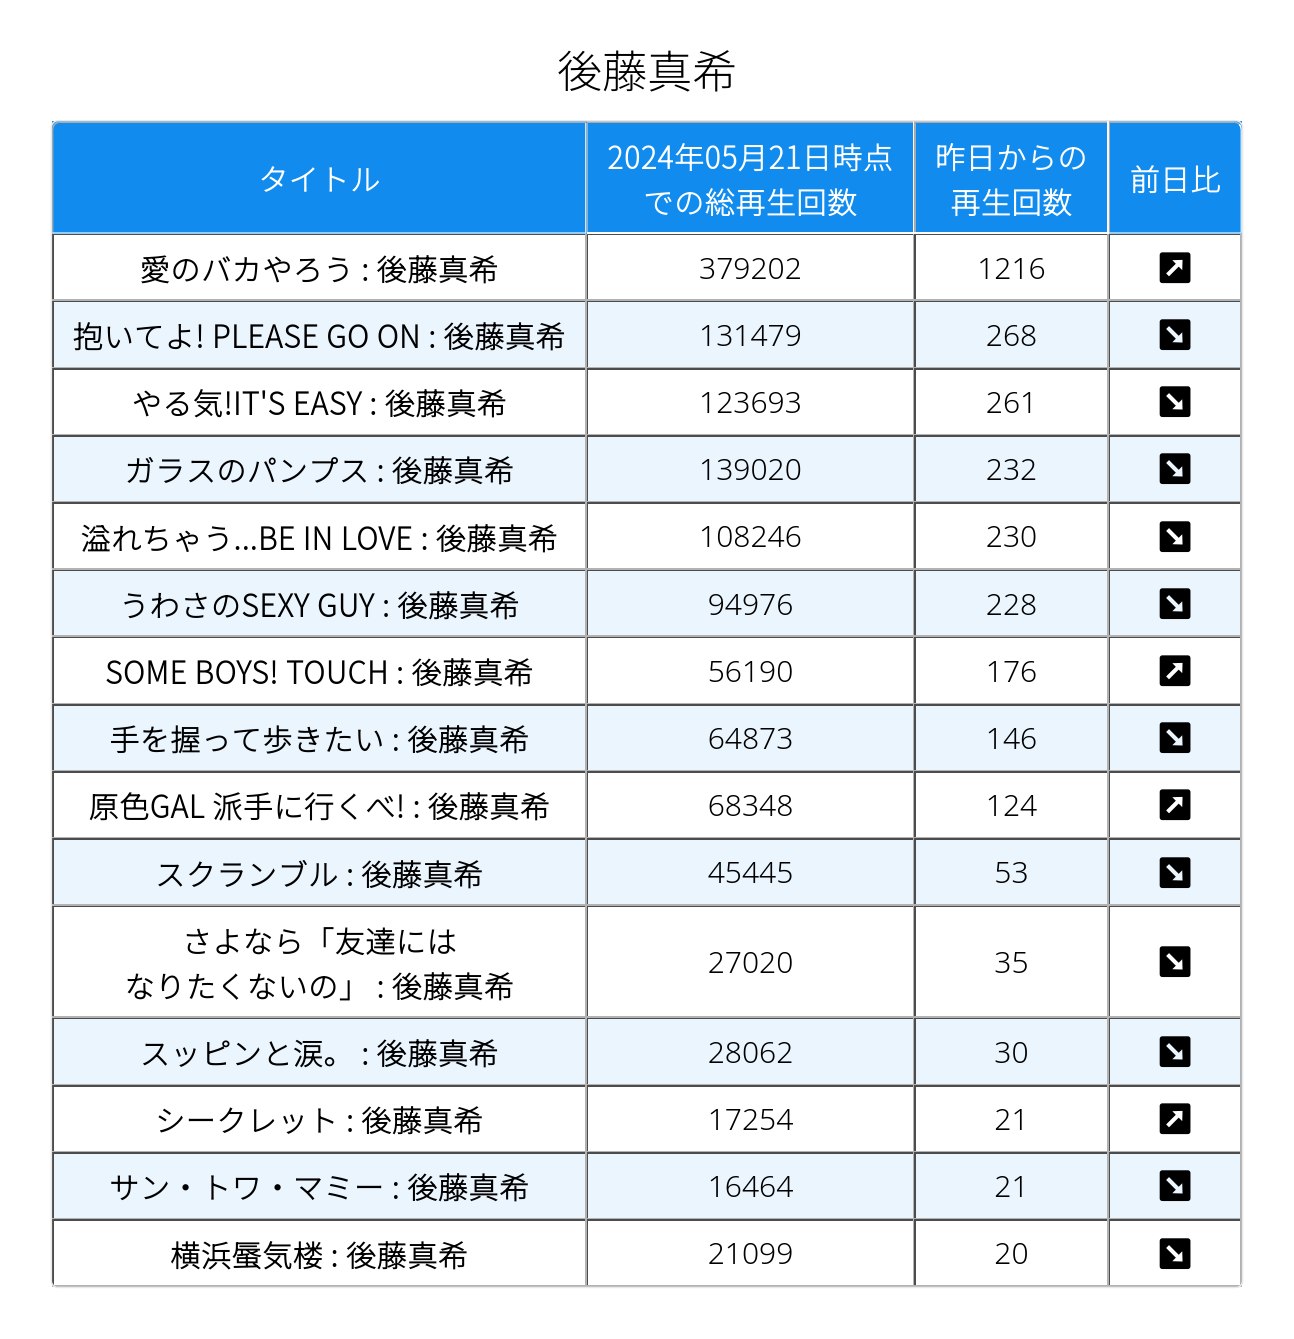 後藤真希
タイトル
2024年05月21日時点
での総再生回数
昨日からの
再生回数
前日比
愛のバカやろう : 後藤真希 379202 1216
抱いてよ! PLEASE GO ON : 後藤真希 131479 268
やる気!IT'S EASY : 後藤真希 123693 261
ガラスのパンプス : 後藤真希 139020 232
溢れちゃう...BE IN LOVE : 後藤真希 108246 230
うわさのSEXY GUY : 後藤真希 94976 228
SOME BOYS! TOUCH : 後藤真希 56190 176
手を握って歩きたい : 後藤真希 64873 146
原色GAL 派手に行くべ! : 後藤真希 68348 124
スクランブル : 後藤真希 45445 53
さよなら「友達には
なりたくないの」 : 後藤真希 27020 35
スッピンと涙。 : 後藤真希 28062 30
シークレット : 後藤真希 17254 21
サン・トワ・マミー : 後藤真希 16464 21
横浜蜃気楼 : 後藤真希 21099 20